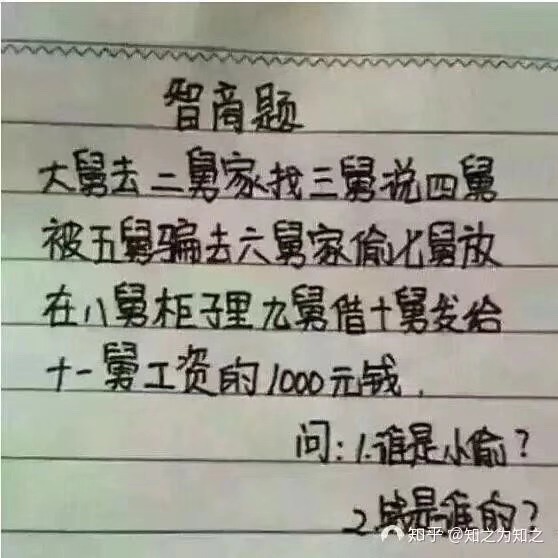 智商题
大舅去二舅家找三舅说四舅
被五舅骗去六舅家偷七舅放
在八舅柜子里九舅借十舅发给
十一舅工资的1000元钱.
问:1.谁是小偷?
2.钱是谁的?
知乎 @知之为知之